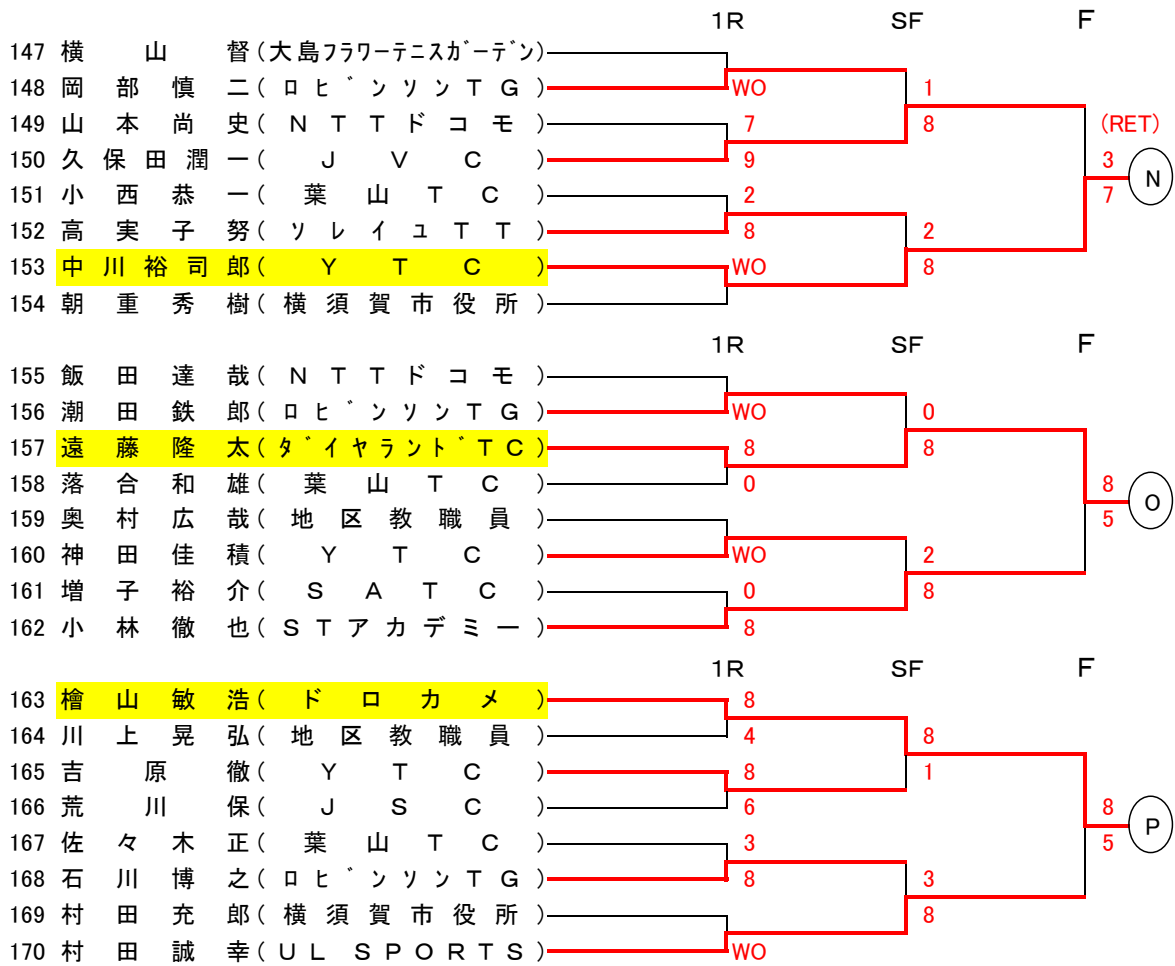 1R SF F
147 横山督(大島フラワーテニスガーデン)
148 岡部慎二(ロビンソンTG) WO 1
149 山本尚史(NTTドコモ) 7 8 (RET)
150 久保田潤一(JVC) 9 3 N
151 小西恭一(葉山TC) 2 7
152 高実子努(ソレイユTT) 8 2
153 中川裕司郎(YTC) WO 8
154 朝重秀樹(横須賀市役所)
1R SF F
155 飯田達哉(NTTドコモ)
156 潮田鉄郎(ロビンソンTG) WO 0
157 遠藤隆太(ダイヤランドTC) 8 8
158 落合和雄(葉山TC) 0 8
159 奥村広哉(地区教職員) 5 O
160 神田佳積(YTC) WO 2
161 増子裕介(SATC) 0 8
162 小林徹也(STアカデミー) 8
1R SF F
163 檜山敏浩(ドロカメ) 8
164 川上晃弘(地区教職員) 4 8
165 吉原徹(YTC) 8 1
166 荒川保(JSC) 6 8 P
167 佐々木正(葉山TC) 3 5
168 石川博之(ロビンソンTG) 8 3
169 村田充郎(横須賀市役所) 8
170 村田誠幸(UL SPORTS) WO